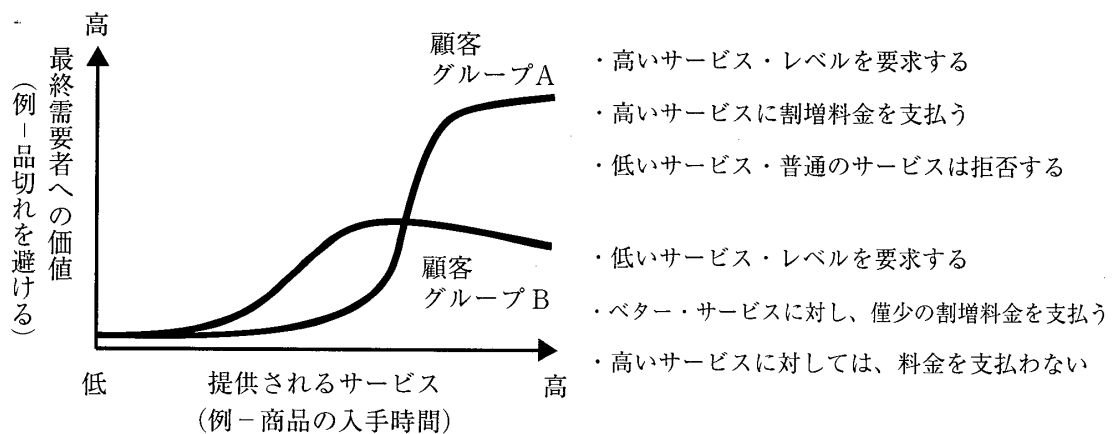 高
最終需要者への価値
(例－品切れを避ける)
顧客
グループA
・高いサービス・レベルを要求する
・高いサービスに割増料金を支払う
・低いサービス・普通のサービスは拒否する
顧客
グループB
・低いサービス・レベルを要求する
・ベター・サービスに対し、僅少の割増料金を支払う
・高いサービスに対しては、料金を支払わない
低
提供されるサービス
高
(例－商品の入手時間)